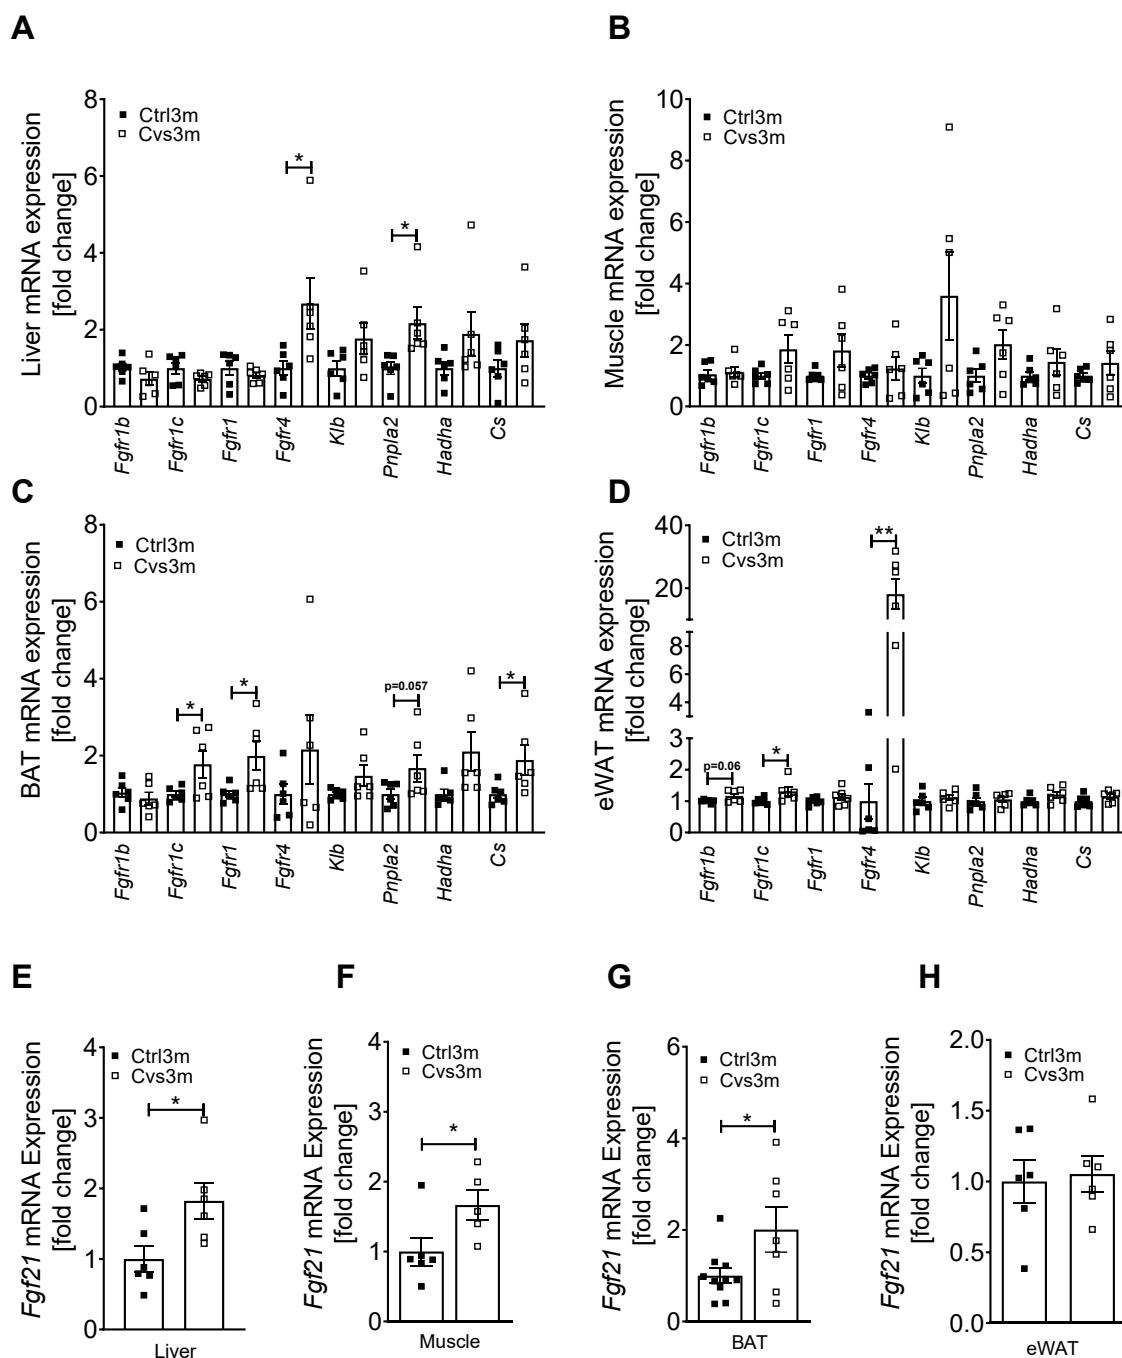 A
Liver mRNA expression
[fold change]
8
6
4
2
0
Ctrl3m
Cvs3m
*
*
Fgfr1b
Fgfr1c
Fgfr1
Fgfr4
Klb
Pnpla2
Hadha
Cs
B
Muscle mRNA expression
[fold change]
10
8
6
4
2
0
Ctrl3m
Cvs3m
Fgfr1b
Fgfr1c
Fgfr1
Fgfr4
Klb
Pnpla2
Hadha
Cs
C
BAT mRNA expression
[fold change]
8
6
4
2
0
Ctrl3m
Cvs3m
*
*
p=0.057
*
Fgfr1b
Fgfr1c
Fgfr1
Fgfr4
Klb
Pnpla2
Hadha
Cs
D
eWAT mRNA expression
[fold change]
40
20
8
6
4
3
2
1
0
Ctrl3m
Cvs3m
**
p=0.06
*
Fgfr1b
Fgfr1c
Fgfr1
Fgfr4
Klb
Pnpla2
Hadha
Cs
E
Fgf21 mRNA Expression
[fold change]
4
3
2
1
0
Ctrl3m
Cvs3m
*
Liver
F
Fgf21 mRNA Expression
[fold change]
4
3
2
1
0
Ctrl3m
Cvs3m
*
Muscle
G
Fgf21 mRNA Expression
[fold change]
6
4
2
0
Ctrl3m
Cvs3m
*
BAT
H
Fgf21 mRNA Expression
[fold change]
2.0
1.5
1.0
0.5
0.0
Ctrl3m
Cvs3m
eWAT